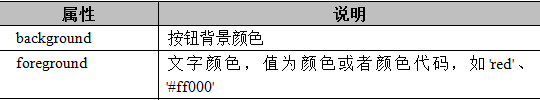 属性 说明
background 按钮背景颜色
foreground 文字颜色，值为颜色或者颜色代码，如'red'、
'#ff000'